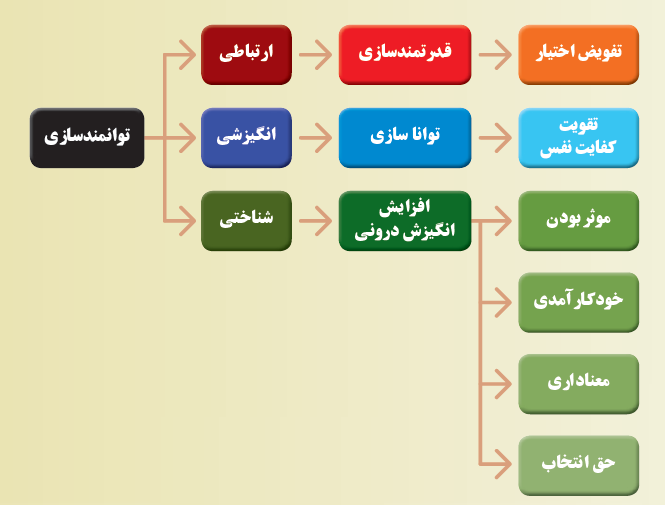 توانمندسازی
ارتباطی
قدرتمندسازی
تفویض اختیار
انگیزشی
توانا سازی
تقویت
کفایت نفس
شناختی
افزایش
انگیزش درونی
موثر بودن
خودکارآمدی
معناداری
حق انتخاب